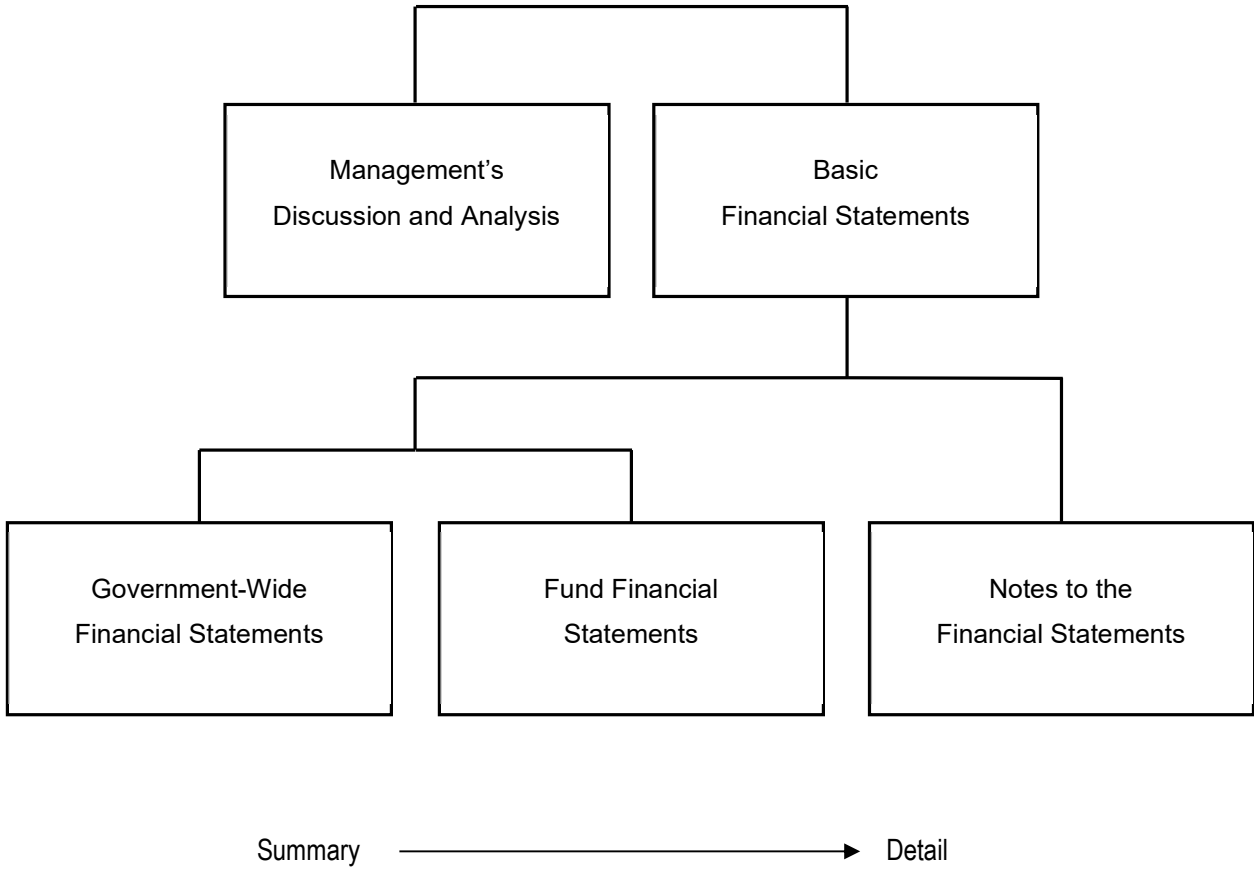 Management’s
Discussion and Analysis
Basic
Financial Statements
Government-Wide
Financial Statements
Fund Financial
Statements
Notes to the
Financial Statements
Summary
Detail